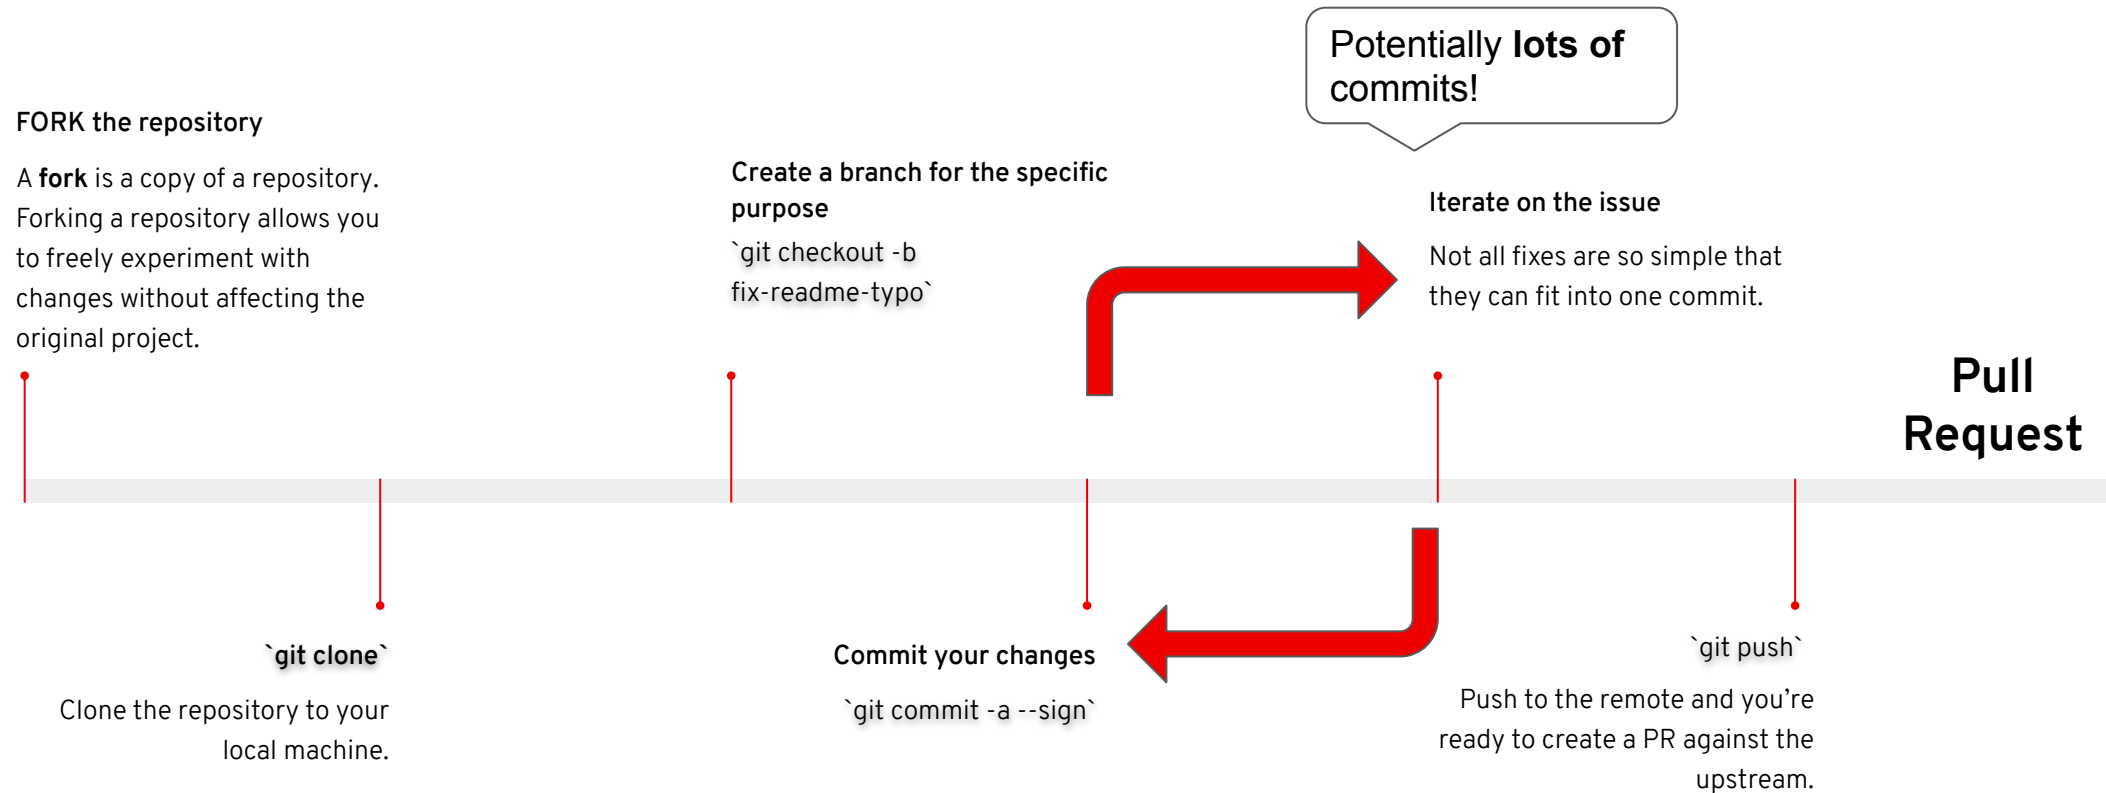 FORK the repository
A fork is a copy of a repository.
Forking a repository allows you
to freely experiment with
changes without affecting the
original project.
`git clone`
Clone the repository to your
local machine.
Create a branch for the specific
purpose
`git checkout -b
fix-readme-typo`
Commit your changes
`git commit -a --sign`
Potentially lots of
commits!
Iterate on the issue
Not all fixes are so simple that
they can fit into one commit.
`git push`
Push to the remote and you’re
ready to create a PR against the
upstream.
Pull
Request